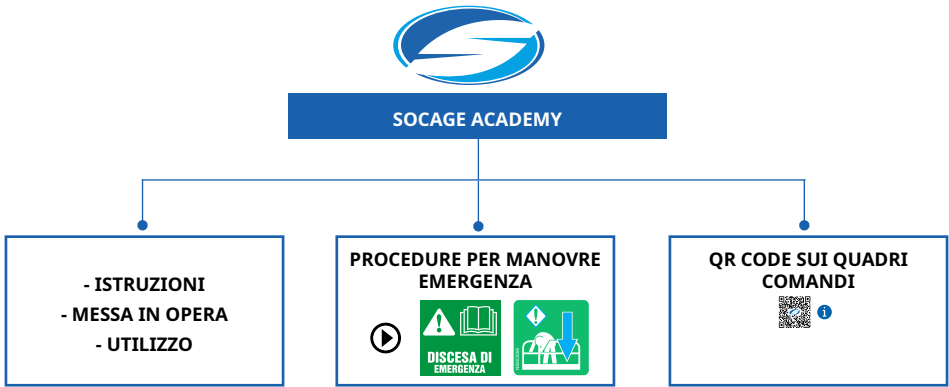 SOCAGE ACADEMY
- ISTRUZIONI
- MESSA IN OPERA
- UTILIZZO
PROCEDURE PER MANOVRE
EMERGENZA
DISCESA DI
EMERGENZA
QR CODE SUI QUADRI
COMANDI
i